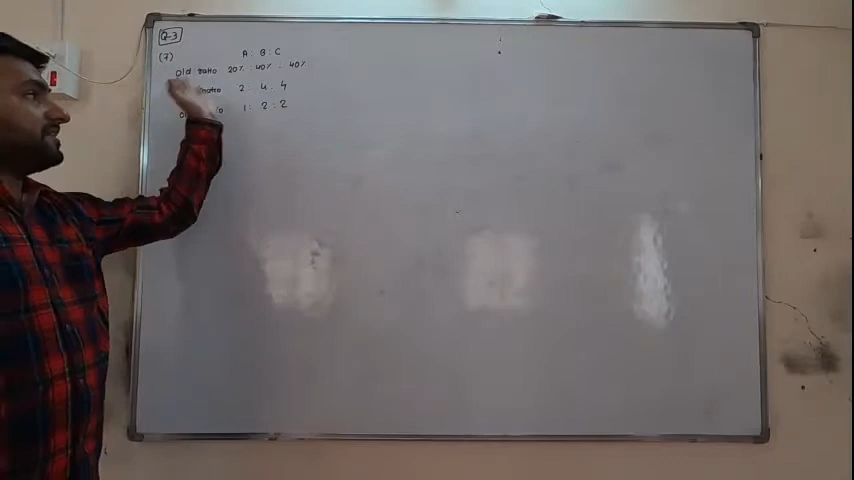 Q-3
(7)
A : B : C
Old ratio 20% : 40% : 40%
2 : 4 : 4
1 : 2 : 2